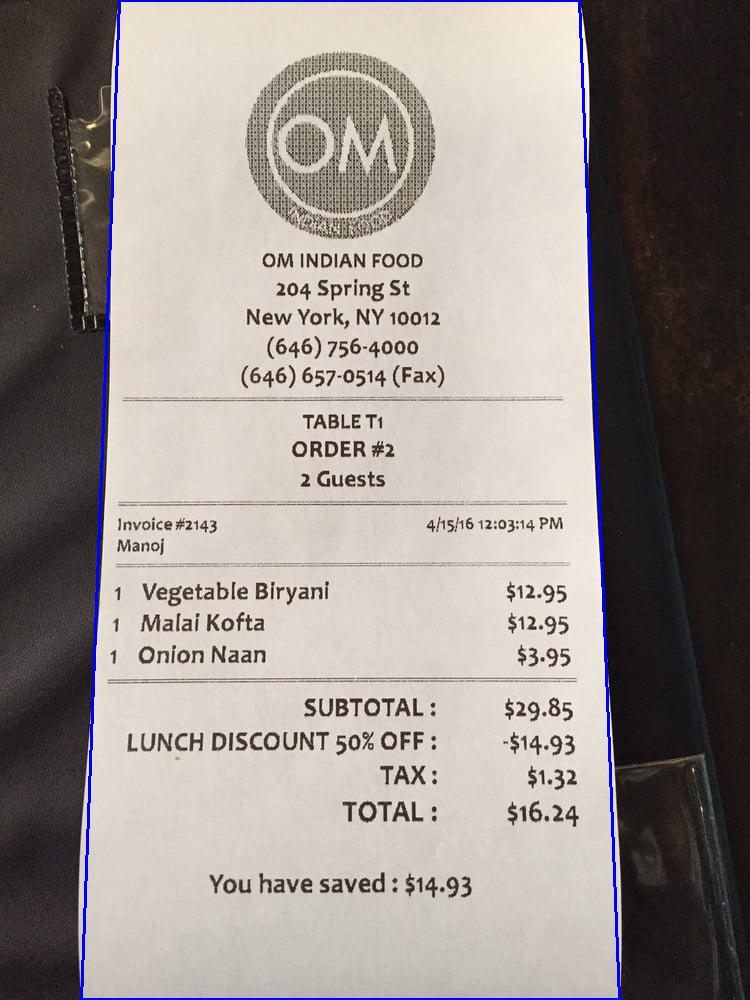 OM
INDIAN FOOD
OM INDIAN FOOD
204 Spring St
New York, NY 10012
(646) 756-4000
(646) 657-0514 (Fax)
TABLE T1
ORDER #2
2 Guests
Invoice #2143 4/15/16 12:03:14 PM
Manoj
1 Vegetable Biryani $12.95
1 Malai Kofta $12.95
1 Onion Naan $3.95
SUBTOTAL : $29.85
LUNCH DISCOUNT 50% OFF : -$14.93
TAX : $1.32
TOTAL : $16.24
You have saved : $14.93